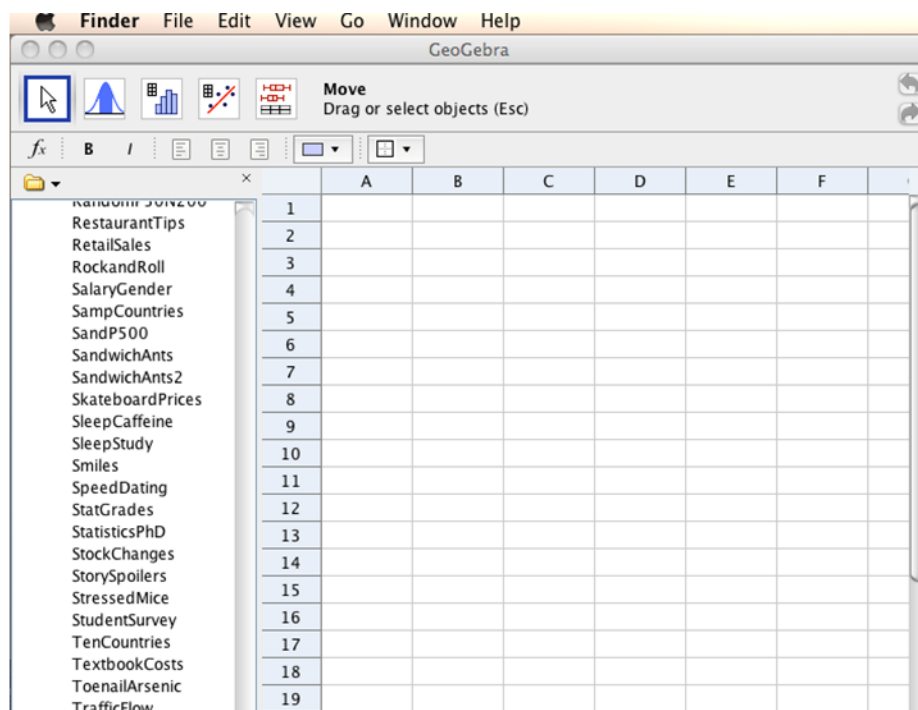 Finder File Edit View Go Window Help
GeoGebra
Move
Drag or select objects (Esc)
fx B I
A B C D E F
RestaurantTips
RetailSales
RockandRoll
SalaryGender
SampCountries
SandP500
SandwichAnts
SandwichAnts2
SkateboardPrices
SleepCaffeine
SleepStudy
Smiles
SpeedDating
StatGrades
StatisticsPhD
StockChanges
StorySpoilers
StressedMice
StudentSurvey
TenCountries
TextbookCosts
ToenailArsenic
TrafficFlow
1
2
3
4
5
6
7
8
9
10
11
12
13
14
15
16
17
18
19